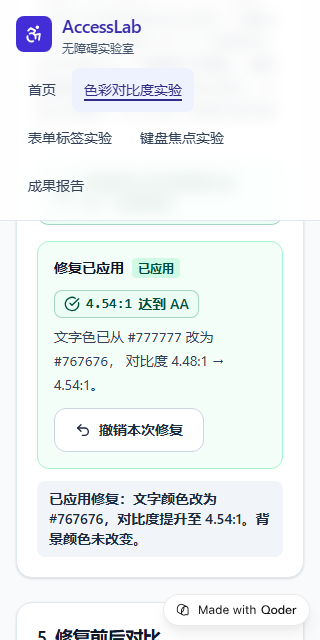 AccessLab
无障碍实验室
首页
色彩对比度实验
表单标签实验
键盘焦点实验
成果报告
修复已应用 已应用
4.54:1 达到 AA
文字色已从 #777777 改为
#767676， 对比度 4.48:1 →
4.54:1。
撤销本次修复
已应用修复：文字颜色改为
#767676，对比度提升至 4.54:1。背
景颜色未改变。
5. 修复前后对比
Made with Qoder